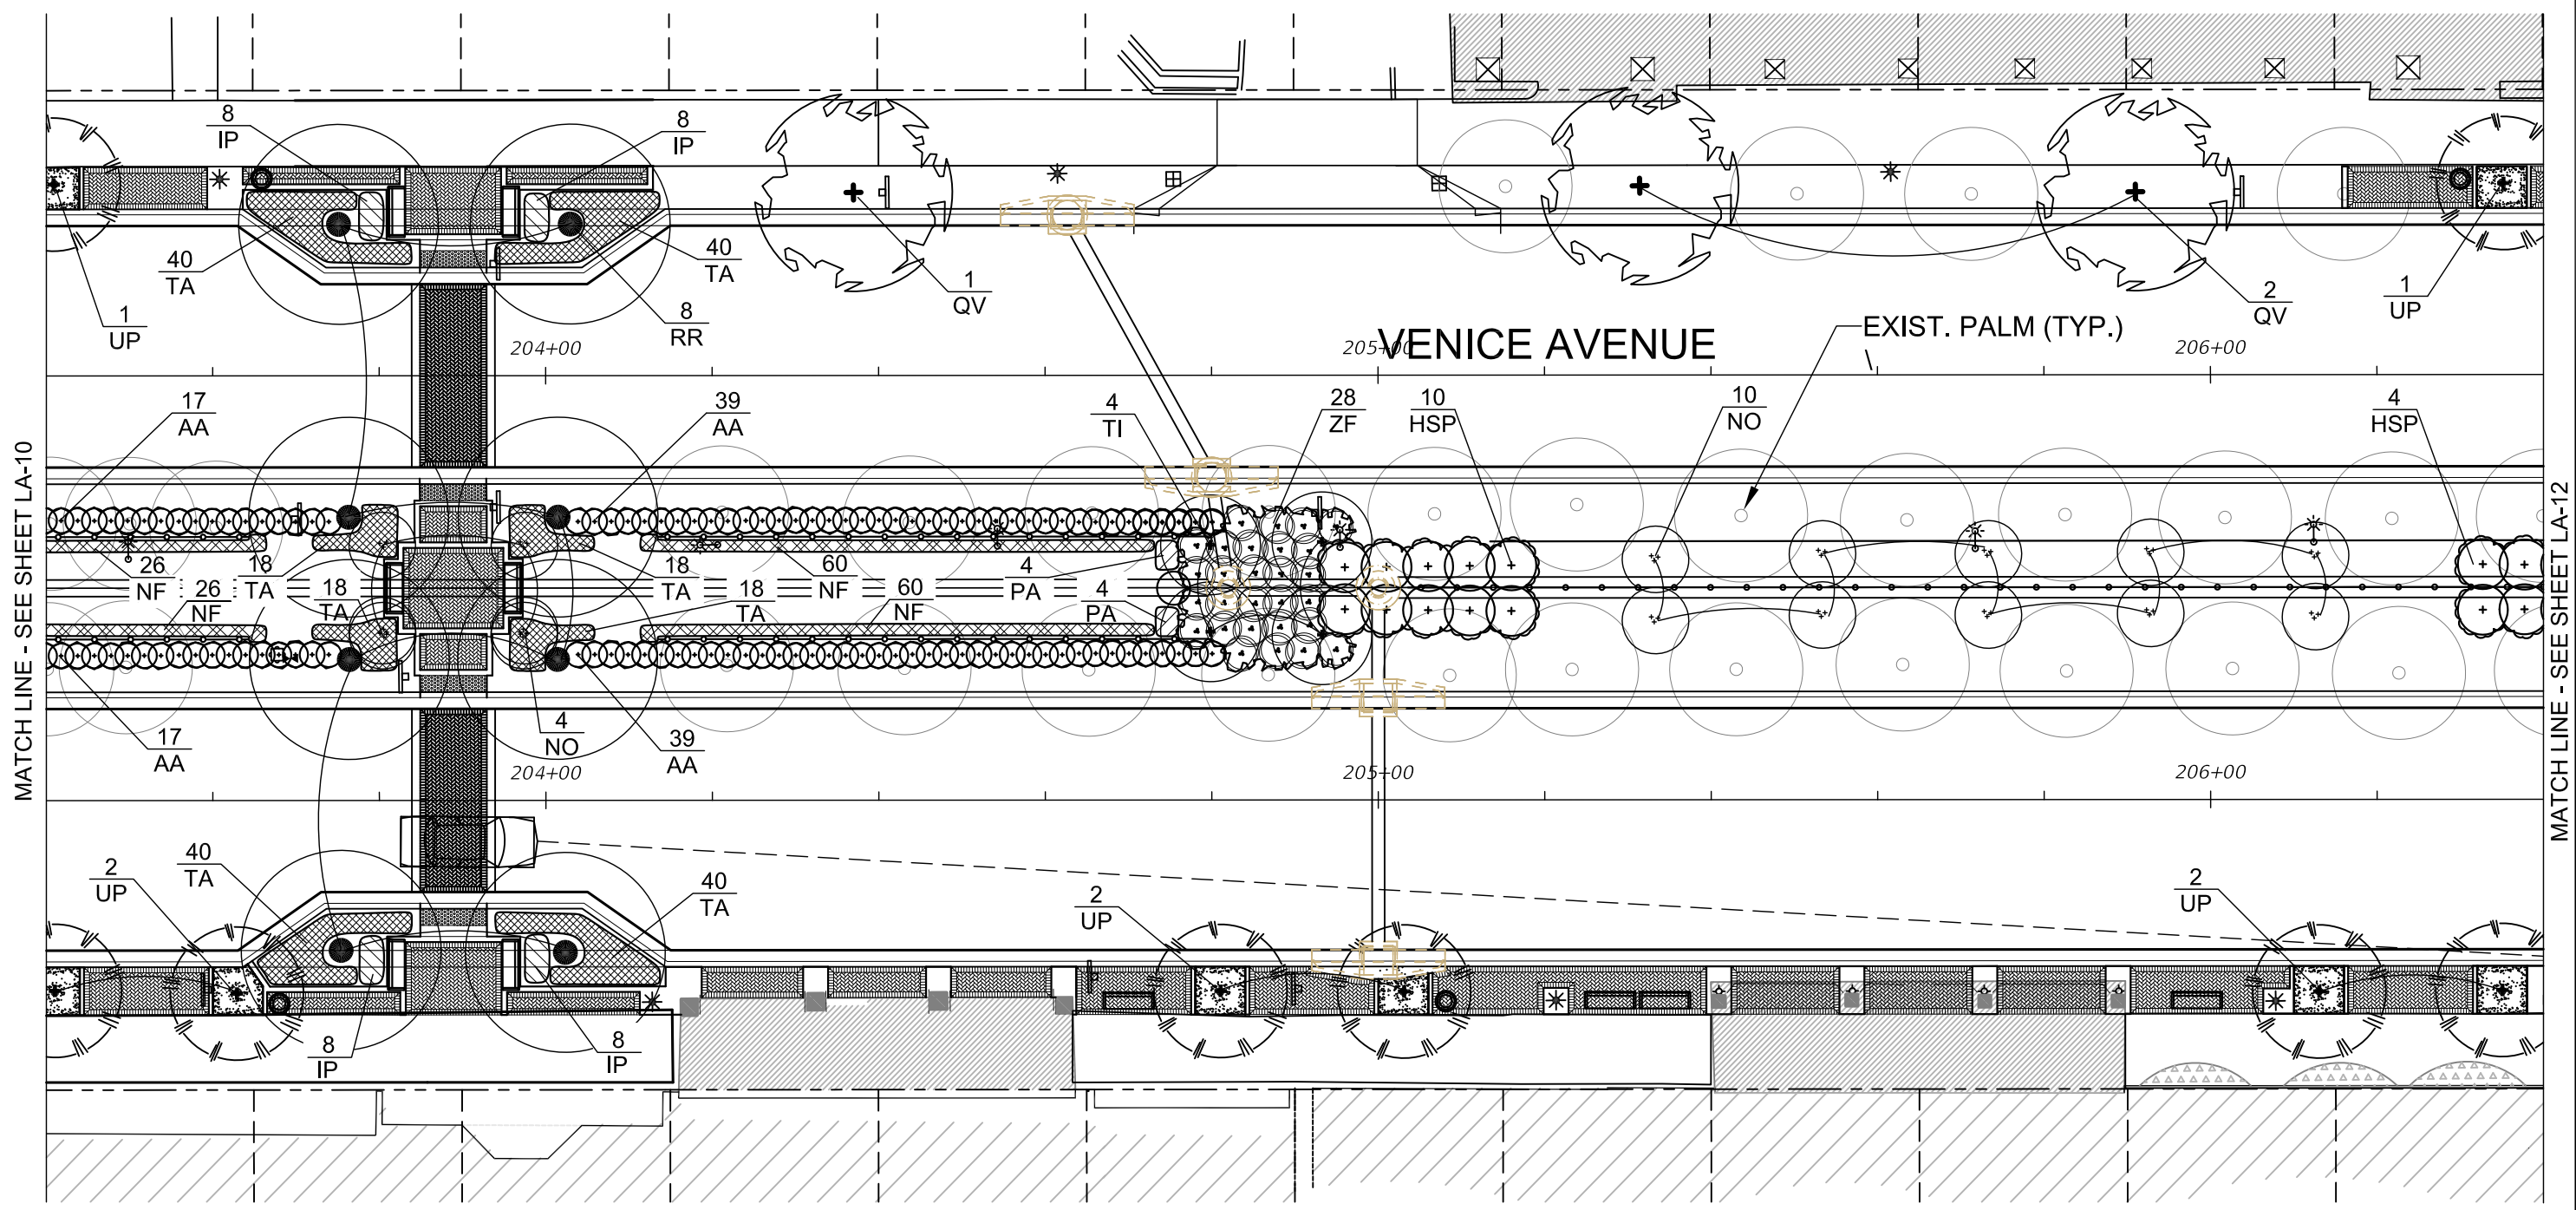 8
IP
8
IP
40
TA
40
TA
1
UP
8
RR
1
QV
2
QV
1
UP
VENICE AVENUE
EXIST. PALM (TYP.)
204+00
205+00
206+00
17
AA
39
AA
4
TI
28
ZF
10
HSP
10
NO
4
HSP
MATCH LINE - SEE SHEET LA-10
MATCH LINE - SEE SHEET LA-12
26
NF
26
NF
18
TA
18
TA
18
TA
18
TA
60
NF
60
NF
4
PA
4
PA
17
AA
4
NO
39
AA
204+00
205+00
206+00
2
UP
40
TA
40
TA
2
UP
2
UP
8
IP
8
IP